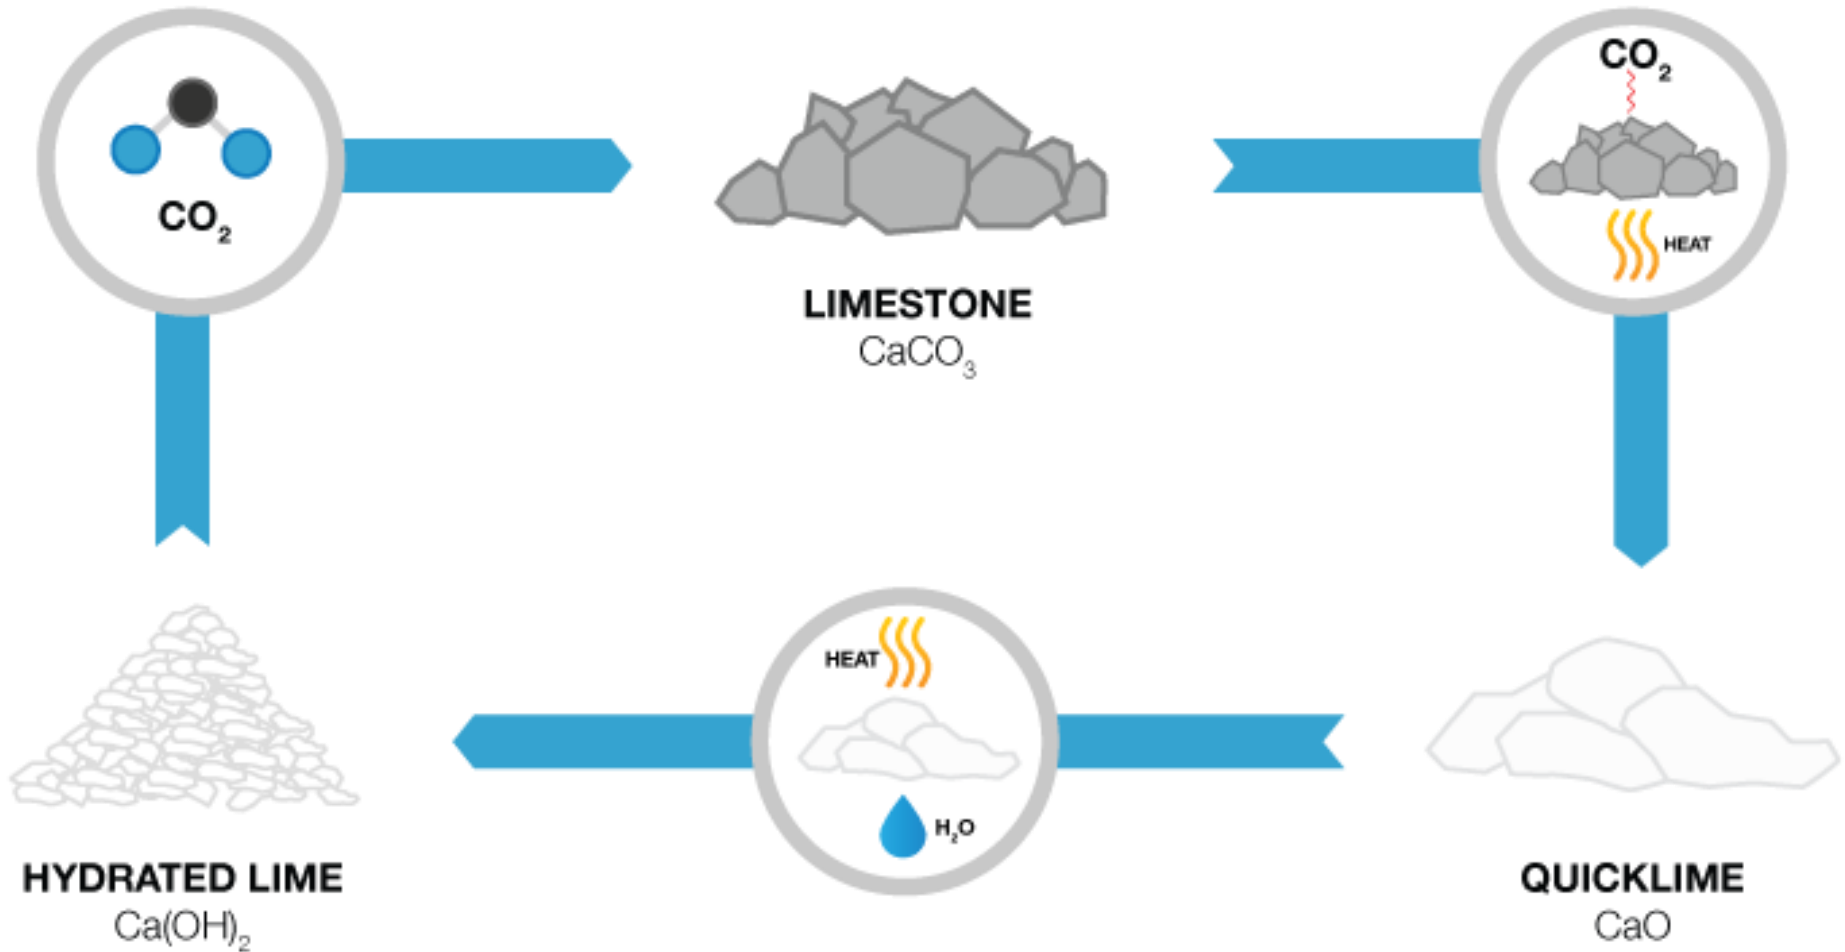 CO₂
CO₂
HEAT
LIMESTONE
CaCO₃
HEAT
H₂O
HYDRATED LIME
Ca(OH)₂
QUICKLIME
CaO